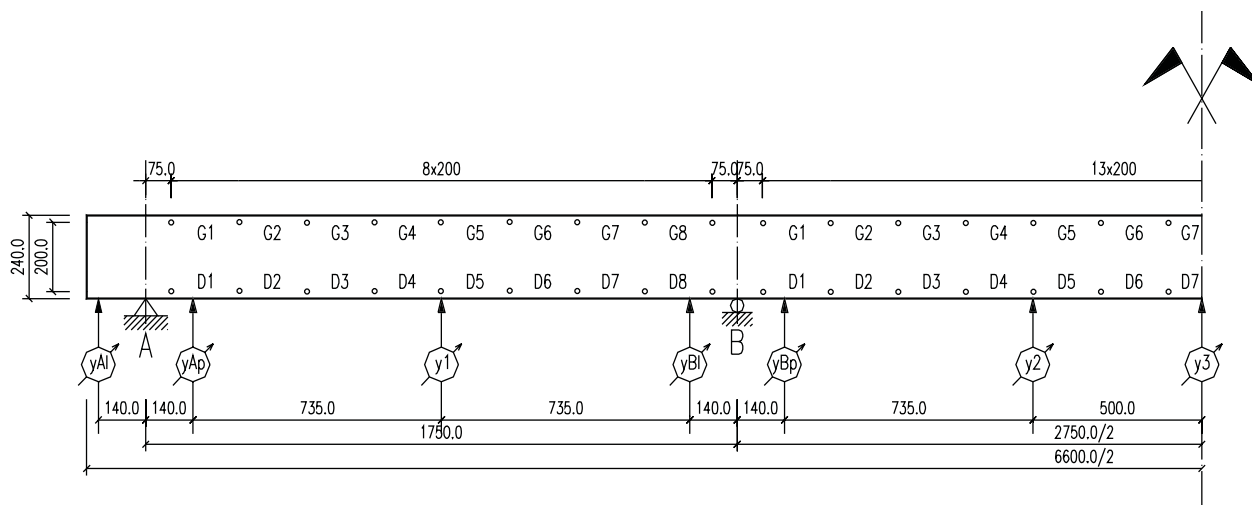 75.0 8x200 75.0 75.0 13x200
240.0 200.0
G1 G2 G3 G4 G5 G6 G7 G8 G1 G2 G3 G4 G5 G6 G7
D1 D2 D3 D4 D5 D6 D7 D8 D1 D2 D3 D4 D5 D6 D7
A B
yAl yAp y1 yBl yBp y2 y3
140.0 140.0 735.0 735.0 140.0 140.0 735.0 500.0
1750.0 2750.0/2
6600.0/2